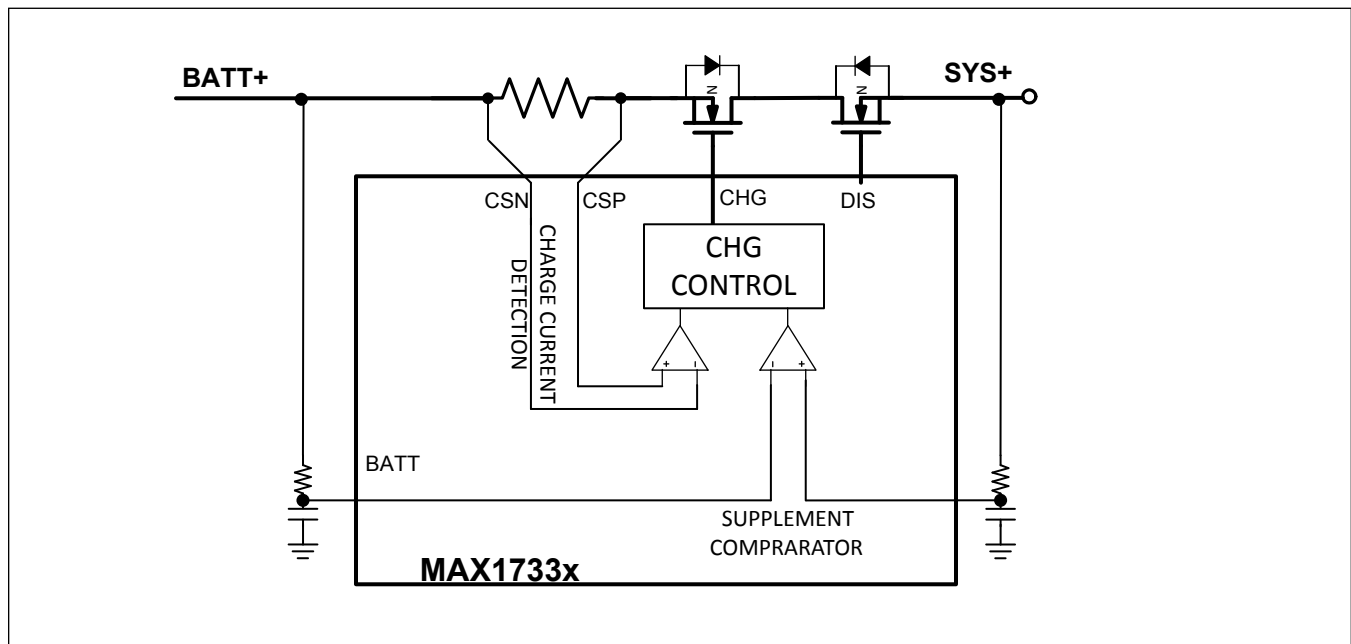 BATT+
SYS+
N
N
CSN
CSP
CHG
DIS
CHARGE CURRENT
DETECTION
CHG
CONTROL
+
–
–
+
BATT
SUPPLEMENT
COMPRARATOR
MAX1733x